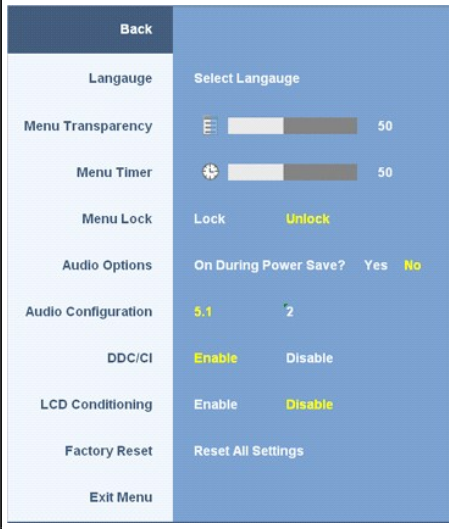 Back
Langauge Select Langauge
Menu Transparency 50
Menu Timer 50
Menu Lock Lock Unlock
Audio Options On During Power Save? Yes No
Audio Configuration 5.1 2
DDC/CI Enable Disable
LCD Conditioning Enable Disable
Factory Reset Reset All Settings
Exit Menu